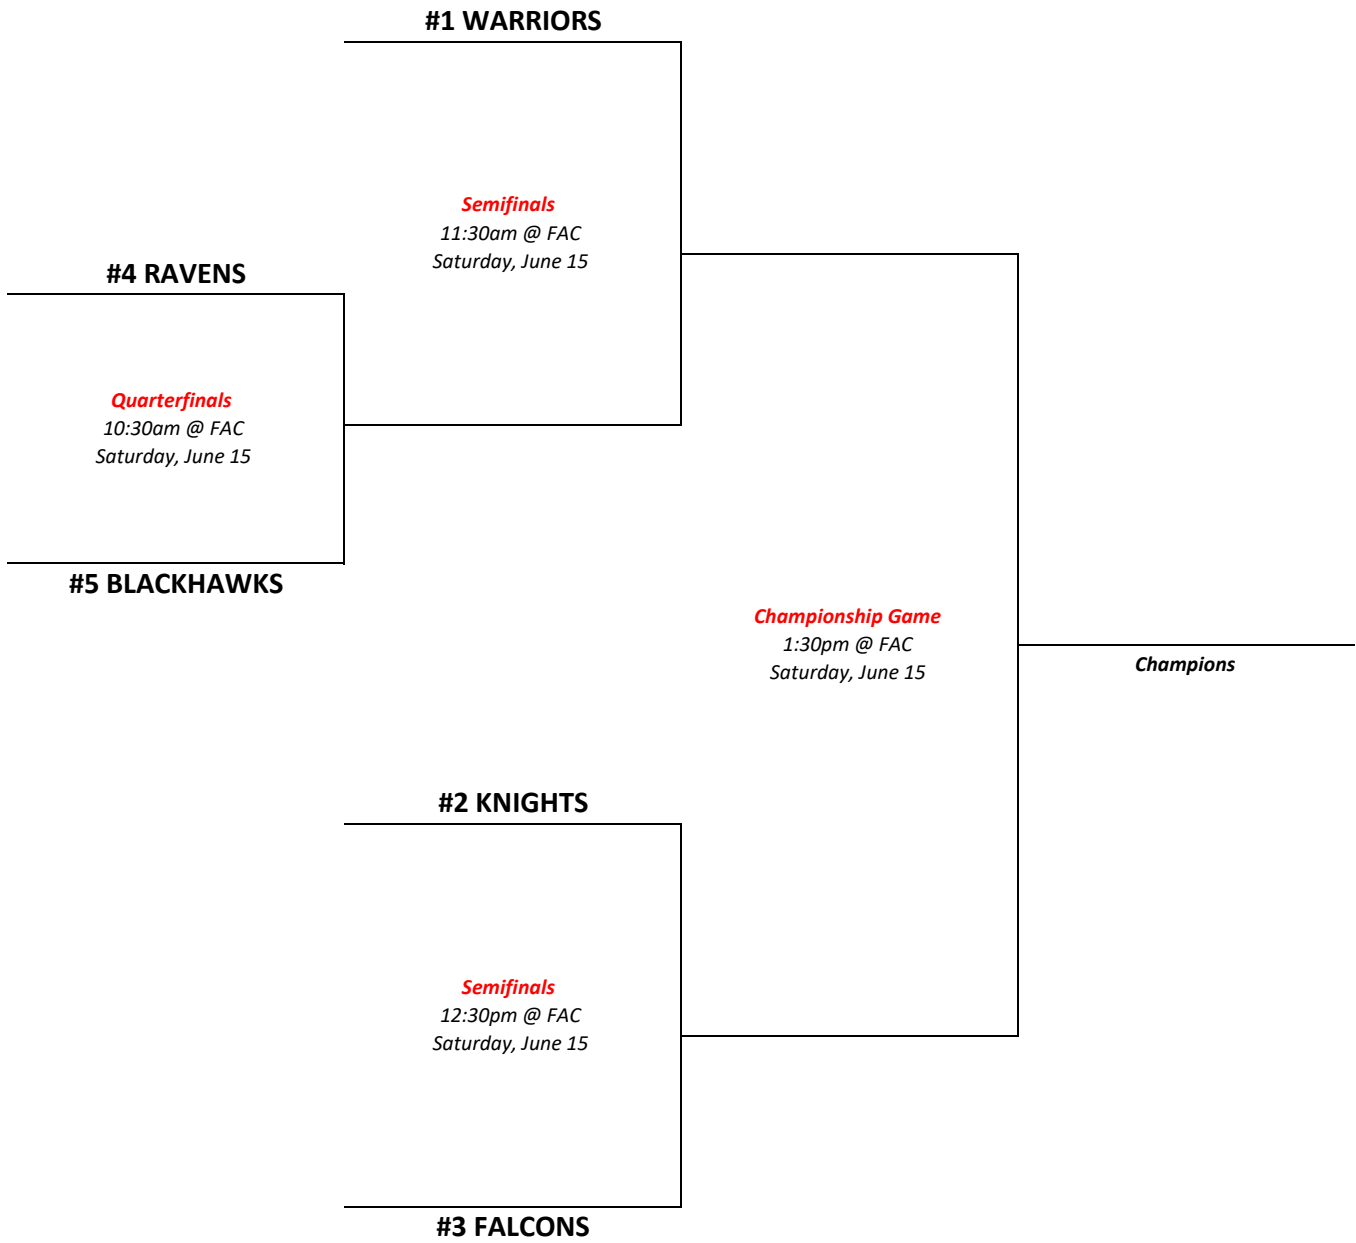 #1 WARRIORS
Semifinals
11:30am @ FAC
Saturday, June 15
#4 RAVENS
Quarterfinals
10:30am @ FAC
Saturday, June 15
#5 BLACKHAWKS
Championship Game
1:30pm @ FAC
Saturday, June 15
Champions
#2 KNIGHTS
Semifinals
12:30pm @ FAC
Saturday, June 15
#3 FALCONS